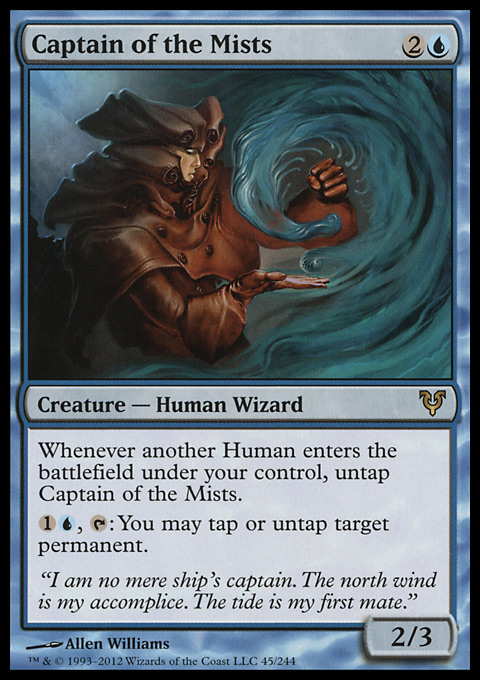 Captain of the Mists 2
Creature — Human Wizard
Whenever another Human enters the
battlefield under your control, untap
Captain of the Mists.
1 , : You may tap or untap target
permanent.
“I am no mere ship’s captain. The north wind
is my accomplice. The tide is my first mate.”
Allen Williams
2/3
™ & © 1993–2012 Wizards of the Coast LLC 45/244